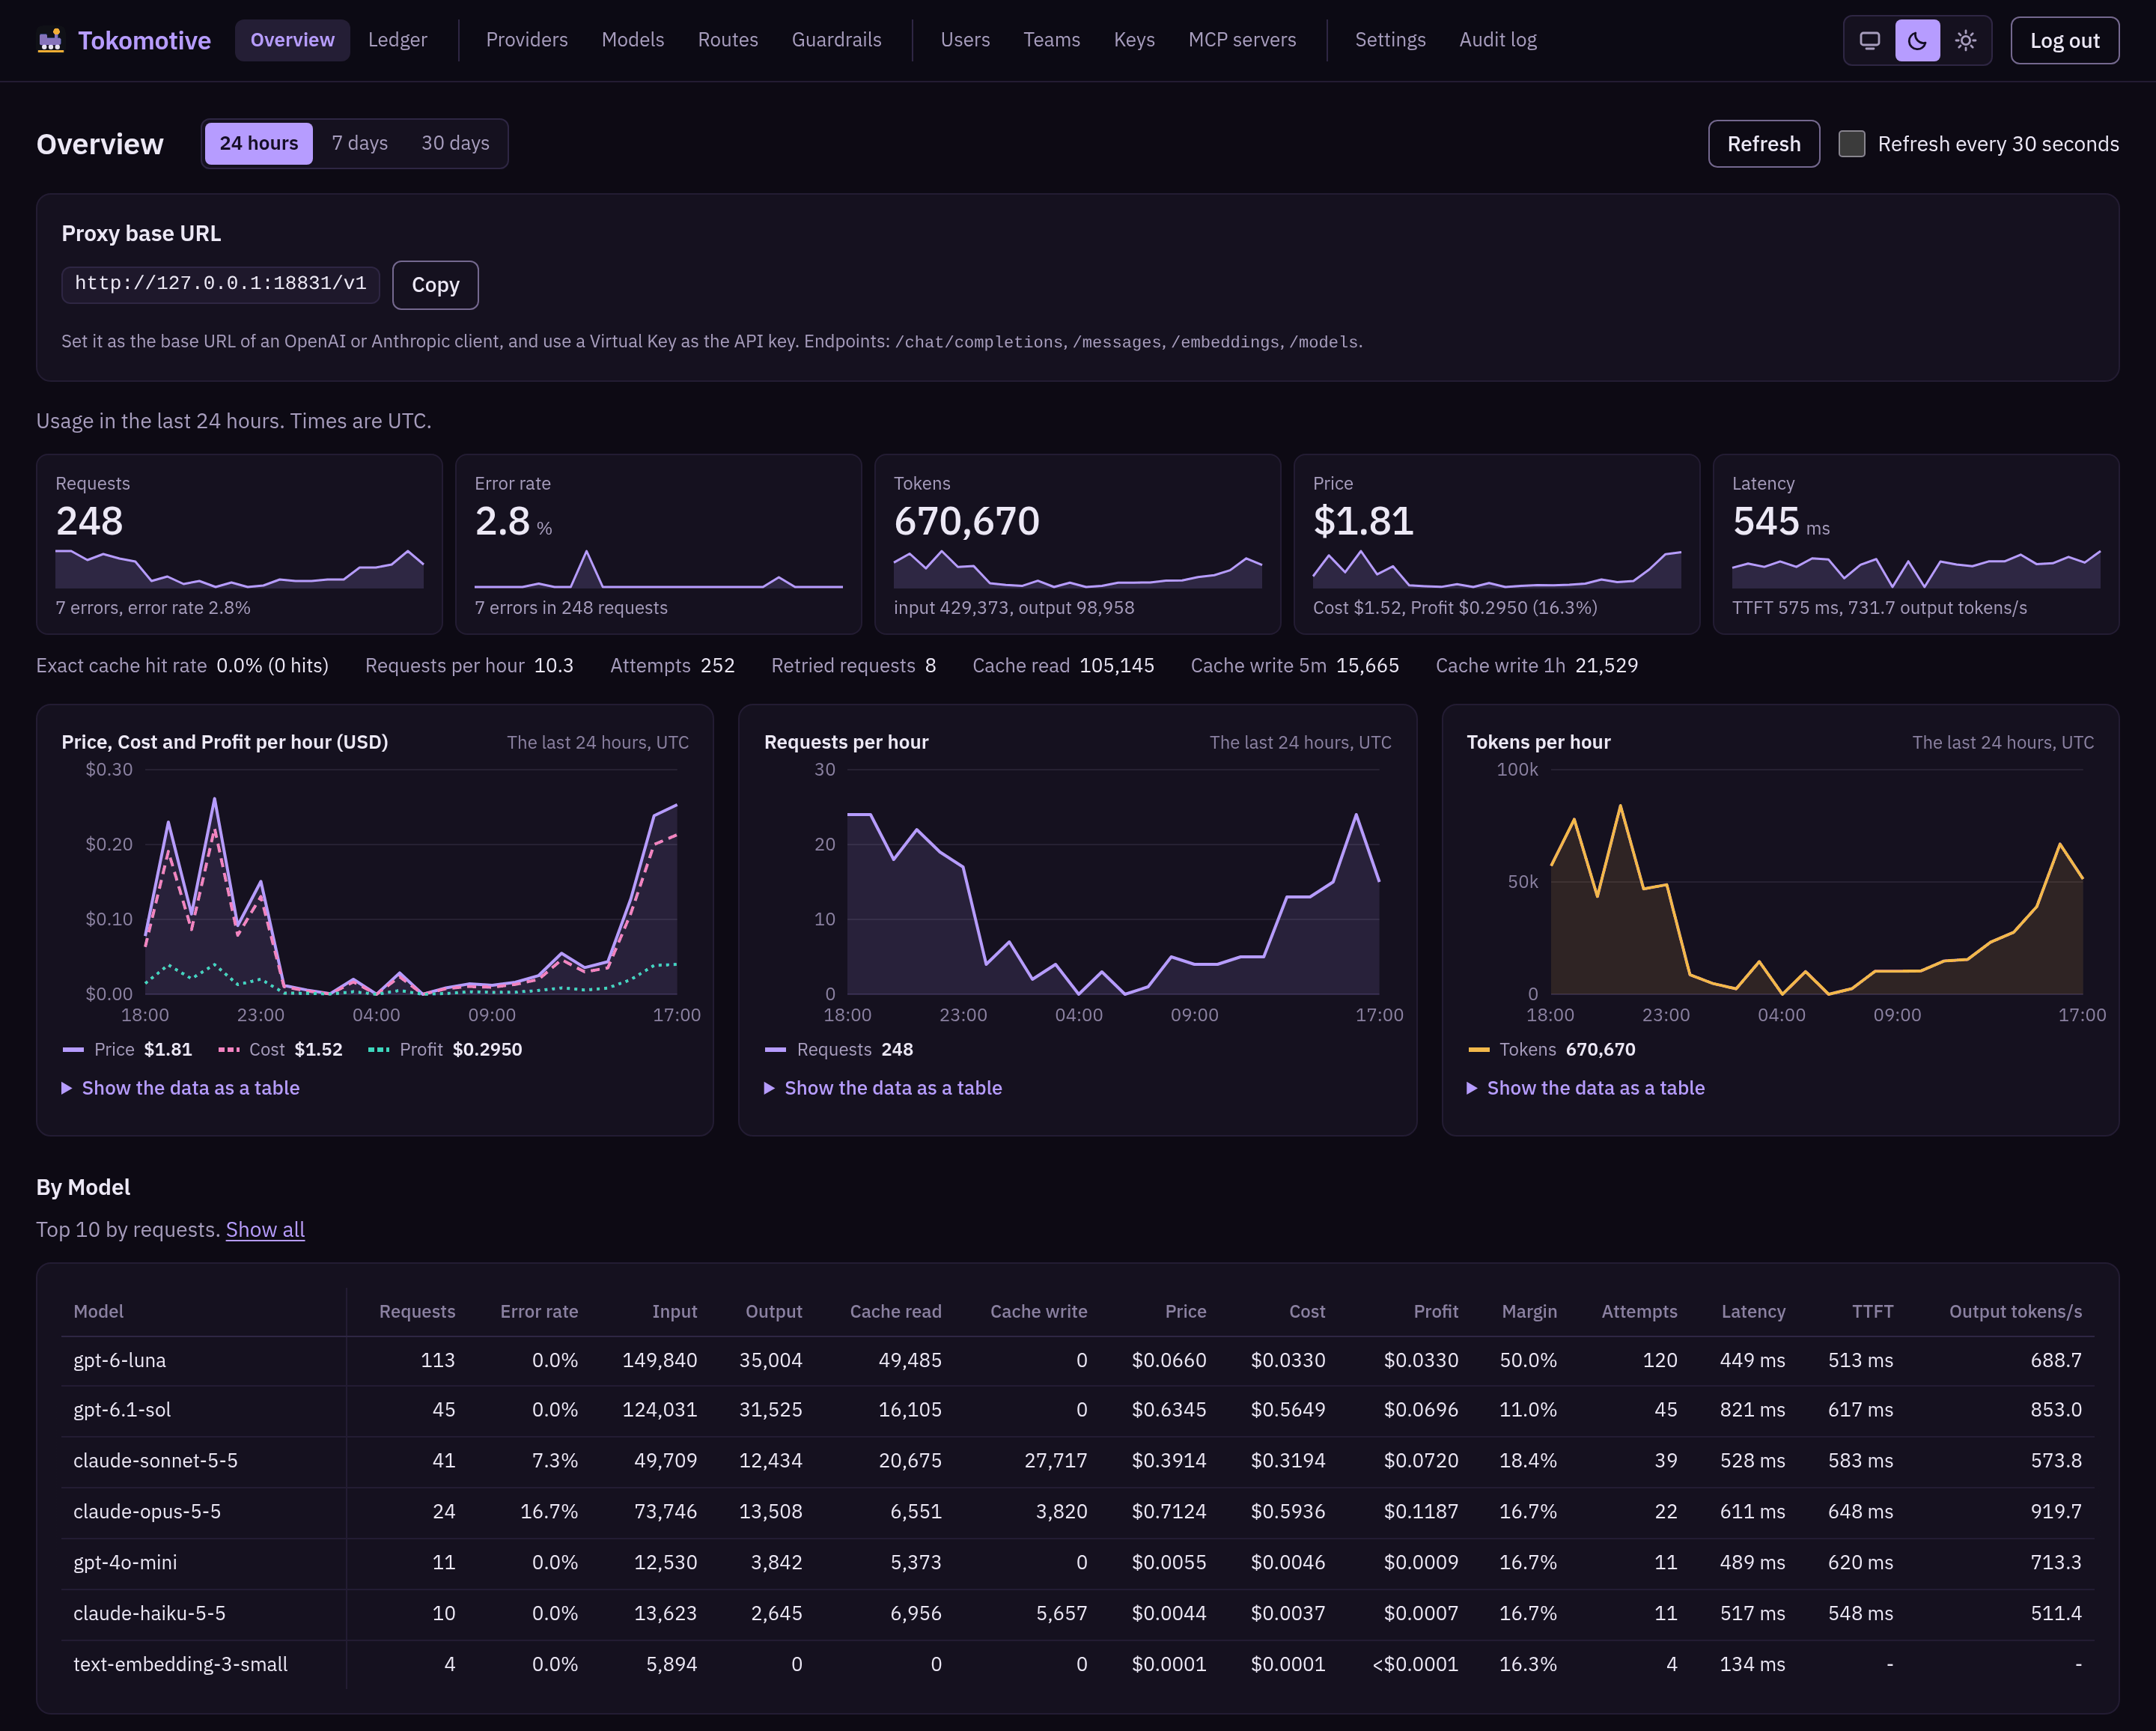 Tokomotive Overview Ledger Providers Models Routes Guardrails Users Teams Keys MCP servers Settings Audit log Log out
Overview 24 hours 7 days 30 days Refresh Refresh every 30 seconds
Proxy base URL
http://127.0.0.1:18831/v1 Copy
Set it as the base URL of an OpenAI or Anthropic client, and use a Virtual Key as the API key. Endpoints: /chat/completions, /messages, /embeddings, /models.
Usage in the last 24 hours. Times are UTC.
Requests
248
7 errors, error rate 2.8%
Error rate
2.8 %
7 errors in 248 requests
Tokens
670,670
input 429,373, output 98,958
Price
$1.81
Cost $1.52, Profit $0.2950 (16.3%)
Latency
545 ms
TTFT 575 ms, 731.7 output tokens/s
Exact cache hit rate 0.0% (0 hits) Requests per hour 10.3 Attempts 252 Retried requests 8 Cache read 105,145 Cache write 5m 15,665 Cache write 1h 21,529
Price, Cost and Profit per hour (USD) The last 24 hours, UTC
$0.30
$0.20
$0.10
$0.00
18:00 23:00 04:00 09:00 17:00
Price $1.81 Cost $1.52 Profit $0.2950
Show the data as a table
Requests per hour The last 24 hours, UTC
30
20
10
0
18:00 23:00 04:00 09:00 17:00
Requests 248
Show the data as a table
Tokens per hour The last 24 hours, UTC
100k
50k
0
18:00 23:00 04:00 09:00 17:00
Tokens 670,670
Show the data as a table
By Model
Top 10 by requests. Show all
Model Requests Error rate Input Output Cache read Cache write Price Cost Profit Margin Attempts Latency TTFT Output tokens/s
gpt-6-luna 113 0.0% 149,840 35,004 49,485 0 $0.0660 $0.0330 $0.0330 50.0% 120 449 ms 513 ms 688.7
gpt-6.1-sol 45 0.0% 124,031 31,525 16,105 0 $0.6345 $0.5649 $0.0696 11.0% 45 821 ms 617 ms 853.0
claude-sonnet-5-5 41 7.3% 49,709 12,434 20,675 27,717 $0.3914 $0.3194 $0.0720 18.4% 39 528 ms 583 ms 573.8
claude-opus-5-5 24 16.7% 73,746 13,508 6,551 3,820 $0.7124 $0.5936 $0.1187 16.7% 22 611 ms 648 ms 919.7
gpt-4o-mini 11 0.0% 12,530 3,842 5,373 0 $0.0055 $0.0046 $0.0009 16.7% 11 489 ms 620 ms 713.3
claude-haiku-5-5 10 0.0% 13,623 2,645 6,956 5,657 $0.0044 $0.0037 $0.0007 16.7% 11 517 ms 548 ms 511.4
text-embedding-3-small 4 0.0% 5,894 0 0 0 $0.0001 $0.0001 <$0.0001 16.3% 4 134 ms - -